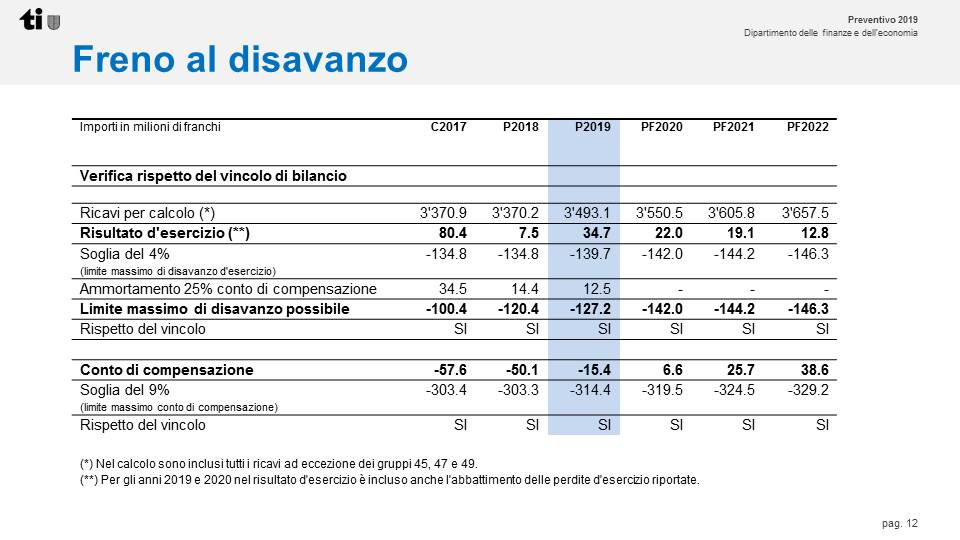 ti
Preventivo 2019
Dipartimento delle finanze e dell'economia
Freno al disavanzo
Importi in milioni di franchi C2017 P2018 P2019 PF2020 PF2021 PF2022
Verifica rispetto del vincolo di bilancio
Ricavi per calcolo (*) 3'370.9 3'370.2 3'493.1 3'550.5 3'605.8 3'657.5
Risultato d'esercizio (**) 80.4 7.5 34.7 22.0 19.1 12.8
Soglia del 4% -134.8 -134.8 -139.7 -142.0 -144.2 -146.3
(limite massimo di disavanzo d'esercizio)
Ammortamento 25% conto di compensazione 34.5 14.4 12.5 - - -
Limite massimo di disavanzo possibile -100.4 -120.4 -127.2 -142.0 -144.2 -146.3
Rispetto del vincolo SI SI SI SI SI SI
Conto di compensazione -57.6 -50.1 -15.4 6.6 25.7 38.6
Soglia del 9% -303.4 -303.3 -314.4 -319.5 -324.5 -329.2
(limite massimo conto di compensazione)
Rispetto del vincolo SI SI SI SI SI SI
(*) Nel calcolo sono inclusi tutti i ricavi ad eccezione dei gruppi 45, 47 e 49.
(**) Per gli anni 2019 e 2020 nel risultato d'esercizio è incluso anche l'abbattimento delle perdite d'esercizio riportate.
pag. 12